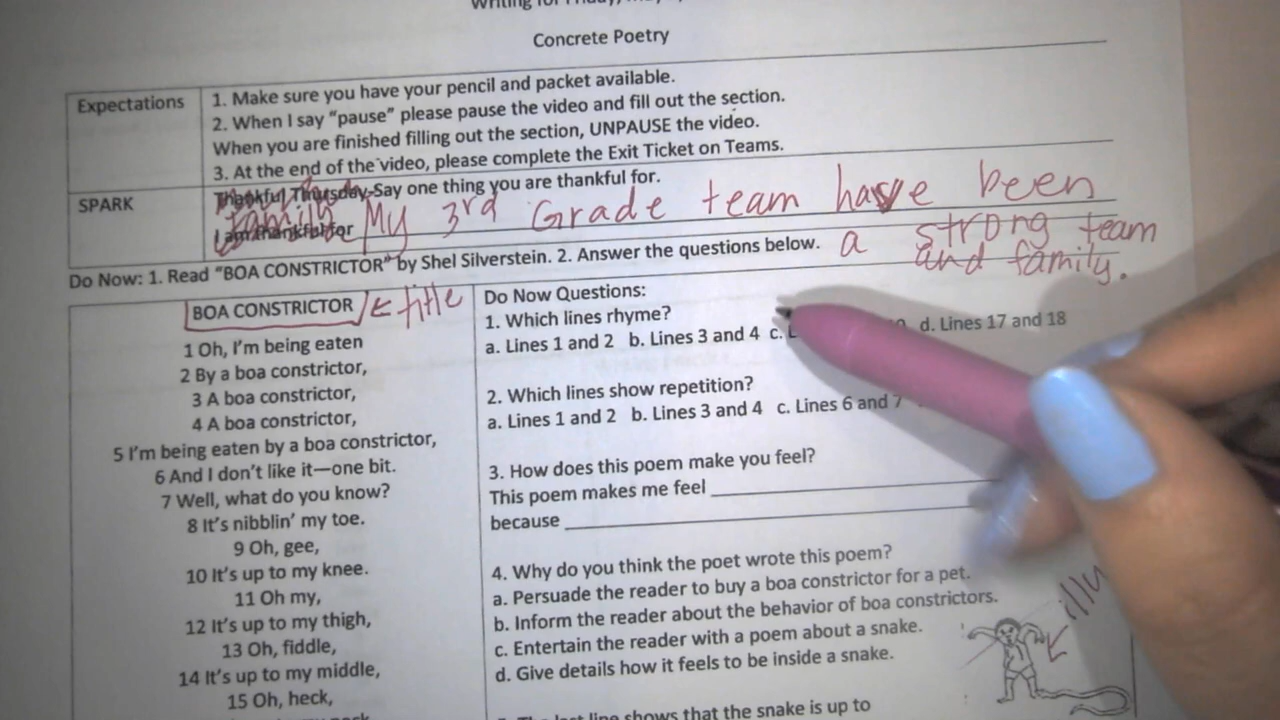 Writing for Friday,
Concrete Poetry
Expectations
1. Make sure you have your pencil and packet available.
2. When I say “pause” please pause the video and fill out the section.
When you are finished filling out the section, UNPAUSE the video.
3. At the end of the video, please complete the Exit Ticket on Teams.
SPARK
Thankful Thursday-Say one thing you are thankful for.
family My 3rd Grade team have been
I am thankful for
a strong team
and family.
Do Now: 1. Read “BOA CONSTRICTOR” by Shel Silverstein. 2. Answer the questions below.
BOA CONSTRICTOR ← title
1 Oh, I’m being eaten
2 By a boa constrictor,
3 A boa constrictor,
4 A boa constrictor,
5 I’m being eaten by a boa constrictor,
6 And I don’t like it—one bit.
7 Well, what do you know?
8 It’s nibblin’ my toe.
9 Oh, gee,
10 It’s up to my knee.
11 Oh my,
12 It’s up to my thigh,
13 Oh, fiddle,
14 It’s up to my middle,
15 Oh, heck,
Do Now Questions:
1. Which lines rhyme?
a. Lines 1 and 2 b. Lines 3 and 4 c. d. Lines 17 and 18
2. Which lines show repetition?
a. Lines 1 and 2 b. Lines 3 and 4 c. Lines 6 and 7
3. How does this poem make you feel?
This poem makes me feel
because
4. Why do you think the poet wrote this poem?
a. Persuade the reader to buy a boa constrictor for a pet.
b. Inform the reader about the behavior of boa constrictors.
c. Entertain the reader with a poem about a snake.
d. Give details how it feels to be inside a snake.
last line shows that the snake is up to